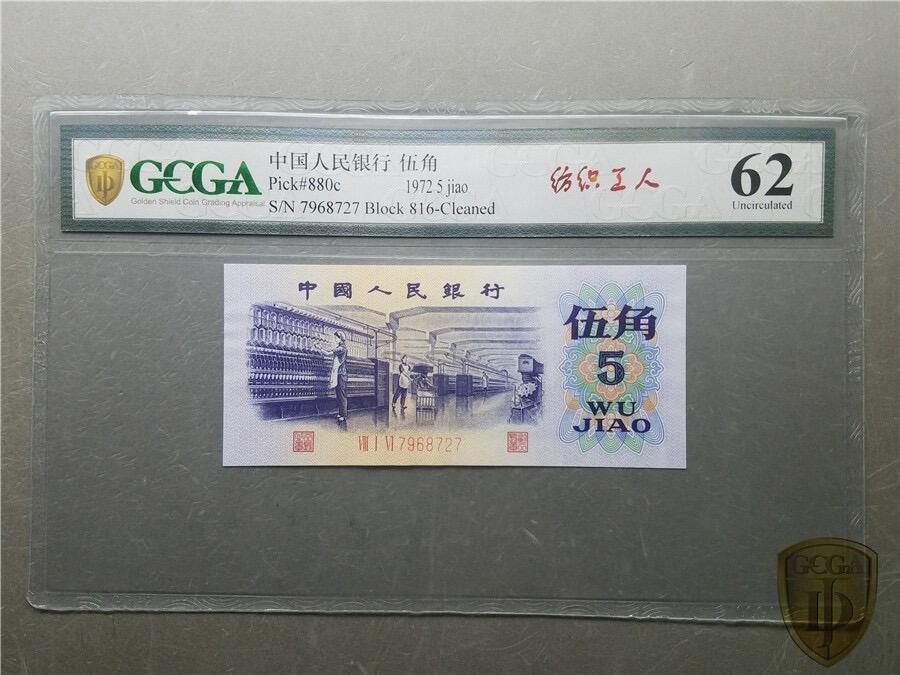 GCGA
Golden Shield Coin Grading Appraisal
中国人民银行 伍角
Pick#880c 1972 5 jiao
S/N 7968727 Block 816-Cleaned
纺织工人
62
Uncirculated
中國人民銀行
伍角
5
WU
JIAO
VIII I VI 7968727
GCGA